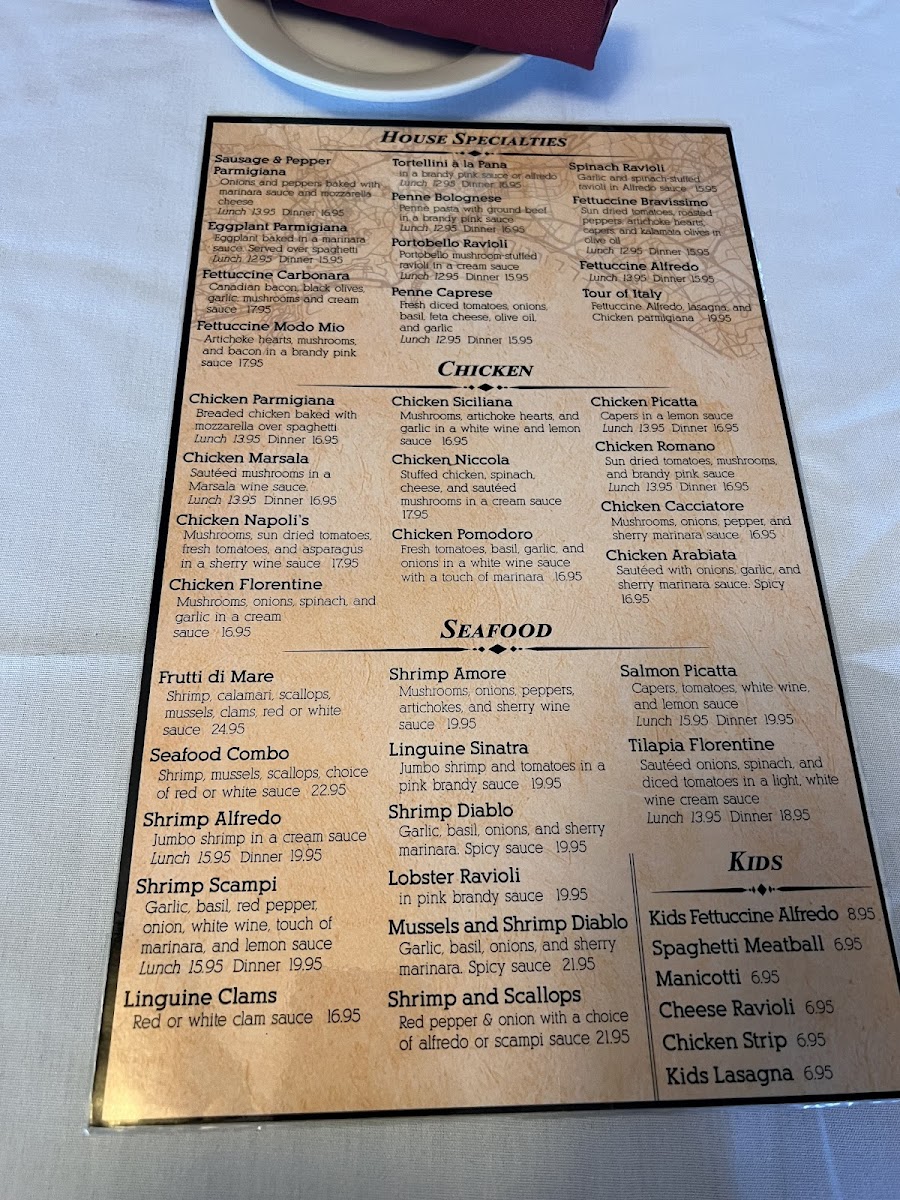 House Specialties
Sausage & Pepper
Parmigiana
Onions and peppers baked with
marinara sauce and mozzarella
cheese
Lunch 13.95 Dinner 16.95
Eggplant Parmigiana
Eggplant baked in a marinara
sauce. Served over spaghetti
Lunch 12.95 Dinner 15.95
Fettuccine Carbonara
Canadian bacon, black olives,
garlic, mushrooms and cream
sauce 17.95
Fettuccine Modo Mio
Artichoke hearts, mushrooms,
and bacon in a brandy pink
sauce 17.95
Tortellini à la Pana
in a brandy pink sauce or alfredo
Lunch 12.95 Dinner 16.95
Penne Bolognese
Penne pasta with ground beef
in a brandy pink sauce
Lunch 12.95 Dinner 16.95
Portobello Ravioli
Portobello mushroom-stuffed
ravioli in a cream sauce
Lunch 12.95 Dinner 15.95
Penne Caprese
Fresh diced tomatoes, onions,
basil, feta cheese, olive oil,
and garlic
Lunch 12.95 Dinner 15.95
Spinach Ravioli
Garlic and spinach-stuffed
ravioli in Alfredo sauce 15.95
Fettuccine Bravissimo
Sun dried tomatoes, roasted
peppers, artichoke hearts,
capers, and kalamata olives in
olive oil
Lunch 12.95 Dinner 15.95
Fettuccine Alfredo
Lunch 13.95 Dinner 15.95
Tour of Italy
Fettuccine Alfredo, lasagna, and
Chicken parmigiana 19.95
Chicken
Chicken Parmigiana
Breaded chicken baked with
mozzarella over spaghetti
Lunch 13.95 Dinner 16.95
Chicken Marsala
Sautéed mushrooms in a
Marsala wine sauce.
Lunch 13.95 Dinner 16.95
Chicken Napoli's
Mushrooms, sun dried tomatoes,
fresh tomatoes, and asparagus
in a sherry wine sauce 17.95
Chicken Florentine
Mushrooms, onions, spinach, and
garlic in a cream
sauce 16.95
Chicken Siciliana
Mushrooms, artichoke hearts, and
garlic in a white wine and lemon
sauce 16.95
Chicken Niccola
Stuffed chicken, spinach,
cheese, and sautéed
mushrooms in a cream sauce
17.95
Chicken Pomodoro
Fresh tomatoes, basil, garlic, and
onions in a white wine sauce
with a touch of marinara 16.95
Chicken Picatta
Capers in a lemon sauce
Lunch 13.95 Dinner 16.95
Chicken Romano
Sun dried tomatoes, mushrooms,
and brandy pink sauce
Lunch 13.95 Dinner 16.95
Chicken Cacciatore
Mushrooms, onions, pepper, and
sherry marinara sauce 16.95
Chicken Arabiata
Sautéed with onions, garlic, and
sherry marinara sauce. Spicy
16.95
Seafood
Frutti di Mare
Shrimp, calamari, scallops,
mussels, clams, red or white
sauce 24.95
Seafood Combo
Shrimp, mussels, scallops, choice
of red or white sauce 22.95
Shrimp Alfredo
Jumbo shrimp in a cream sauce
Lunch 15.95 Dinner 19.95
Shrimp Scampi
Garlic, basil, red pepper,
onion, white wine, touch of
marinara, and lemon sauce
Lunch 15.95 Dinner 19.95
Linguine Clams
Red or white clam sauce 16.95
Shrimp Amore
Mushrooms, onions, peppers,
artichokes, and sherry wine
sauce 19.95
Linguine Sinatra
Jumbo shrimp and tomatoes in a
pink brandy sauce 19.95
Shrimp Diablo
Garlic, basil, onions, and sherry
marinara. Spicy sauce 19.95
Lobster Ravioli
in pink brandy sauce 19.95
Mussels and Shrimp Diablo
Garlic, basil, onions, and sherry
marinara. Spicy sauce 21.95
Shrimp and Scallops
Red pepper & onion with a choice
of alfredo or scampi sauce 21.95
Salmon Picatta
Capers, tomatoes, white wine,
and lemon sauce
Lunch 15.95 Dinner 19.95
Tilapia Florentine
Sautéed onions, spinach, and
diced tomatoes in a light, white
wine cream sauce
Lunch 13.95 Dinner 18.95
Kids
Kids Fettuccine Alfredo 8.95
Spaghetti Meatball 6.95
Manicotti 6.95
Cheese Ravioli 6.95
Chicken Strip 6.95
Kids Lasagna 6.95